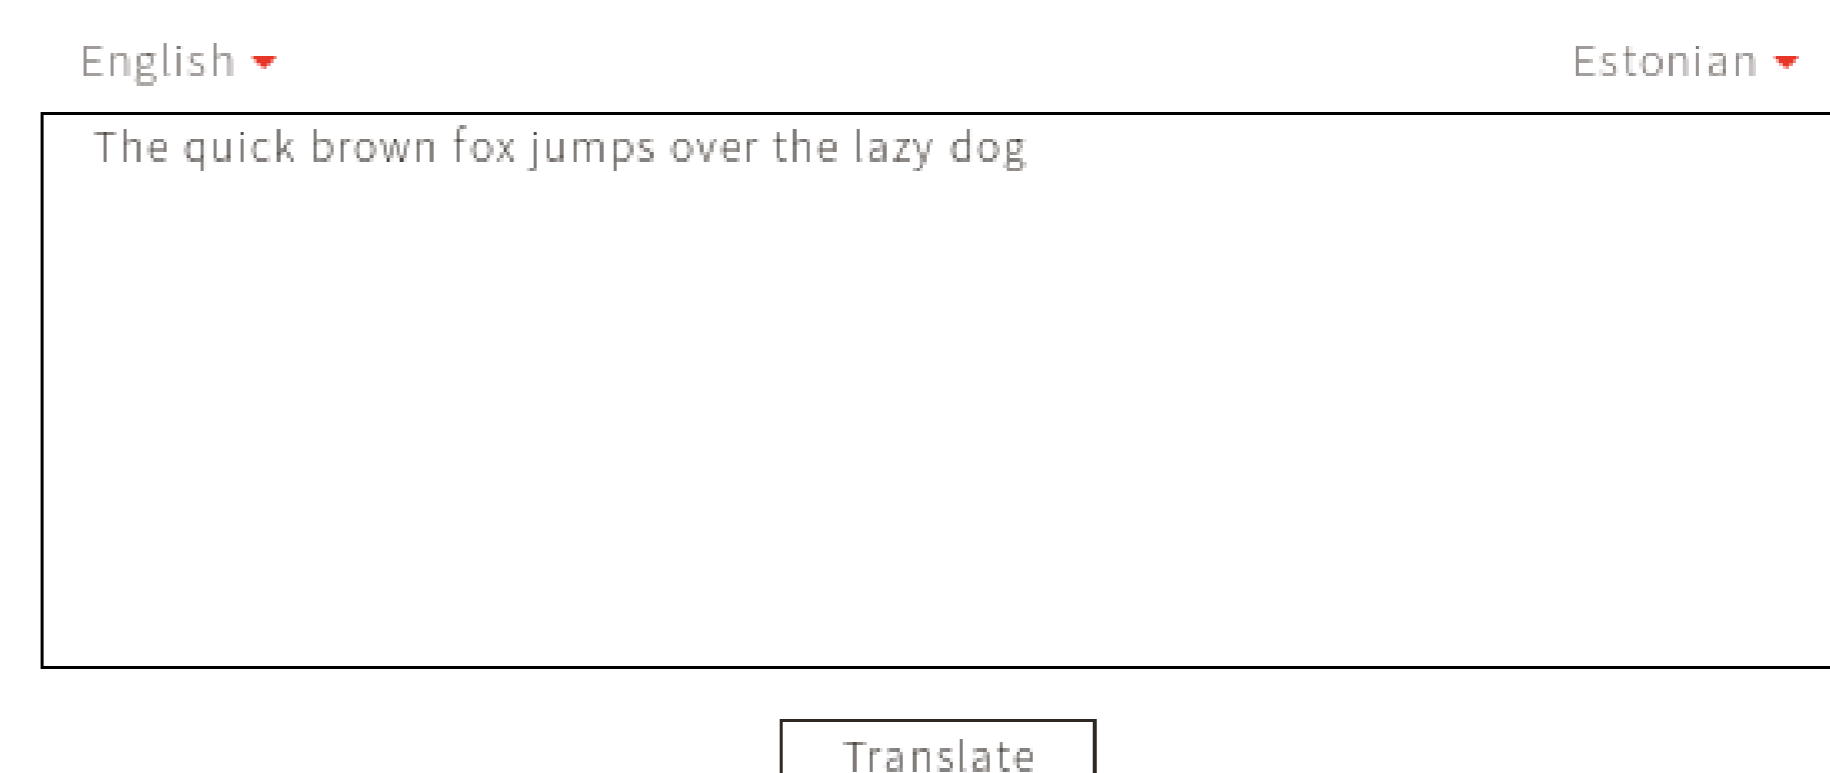 English
Estonian
The quick brown fox jumps over the lazy dog
Translate